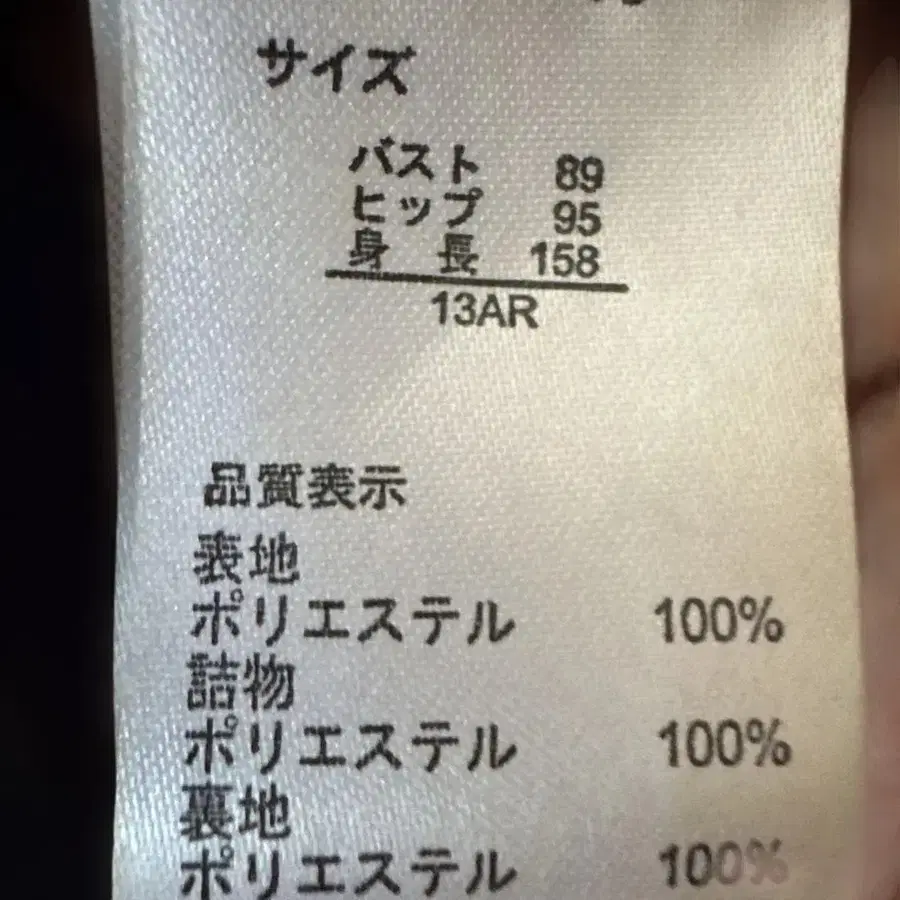 サイズ
バスト 89
ヒップ 95
身 長 158
13AR
品質表示
表地
ポリエステル 100%
詰物
ポリエステル 100%
裏地
ポリエステル 100%